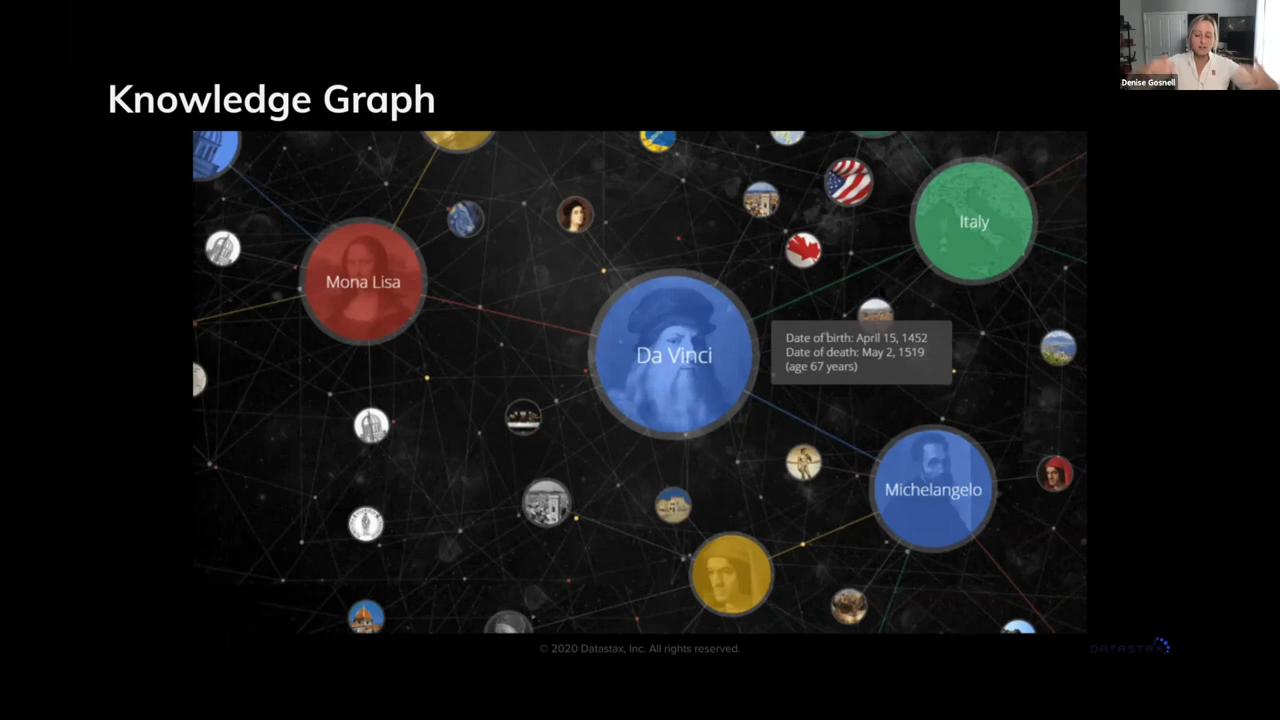 Denise Gosnell
Knowledge Graph
Italy
Mona Lisa
Da Vinci
Date of birth: April 15, 1452
Date of death: May 2, 1519
(age 67 years)
Michelangelo
© 2020 Datastax, Inc. All rights reserved.
DATASTAX